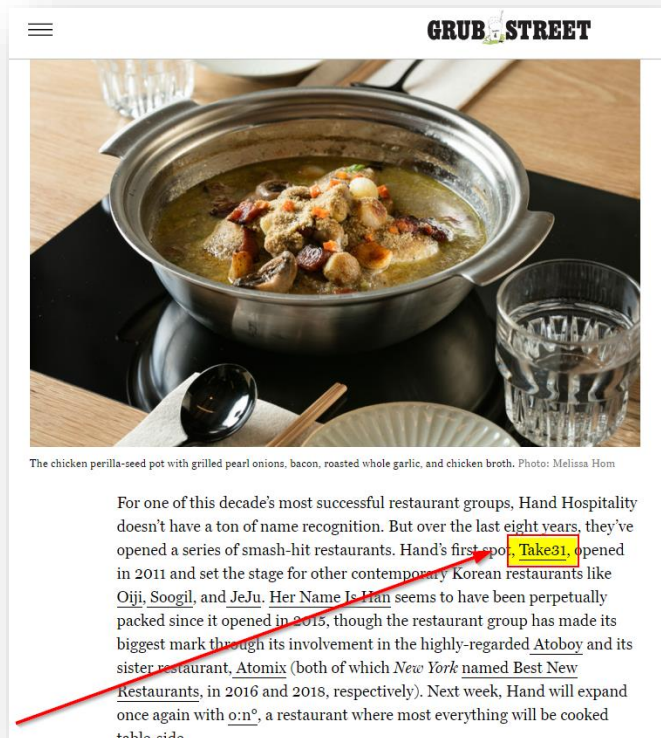 GRUB STREET
The chicken perilla-seed pot with grilled pearl onions, bacon, roasted whole garlic, and chicken broth. Photo: Melissa Hom
For one of this decade’s most successful restaurant groups, Hand Hospitality
doesn’t have a ton of name recognition. But over the last eight years, they’ve
opened a series of smash-hit restaurants. Hand’s first spot, Take31, opened
in 2011 and set the stage for other contemporary Korean restaurants like
Oiji, Soogil, and JeJu. Her Name Is Han seems to have been perpetually
packed since it opened in 2015, though the restaurant group has made its
biggest mark through its involvement in the highly-regarded Atoboy and its
sister restaurant, Atomix (both of which New York named Best New
Restaurants, in 2016 and 2018, respectively). Next week, Hand will expand
once again with o:n°, a restaurant where most everything will be cooked
table-side